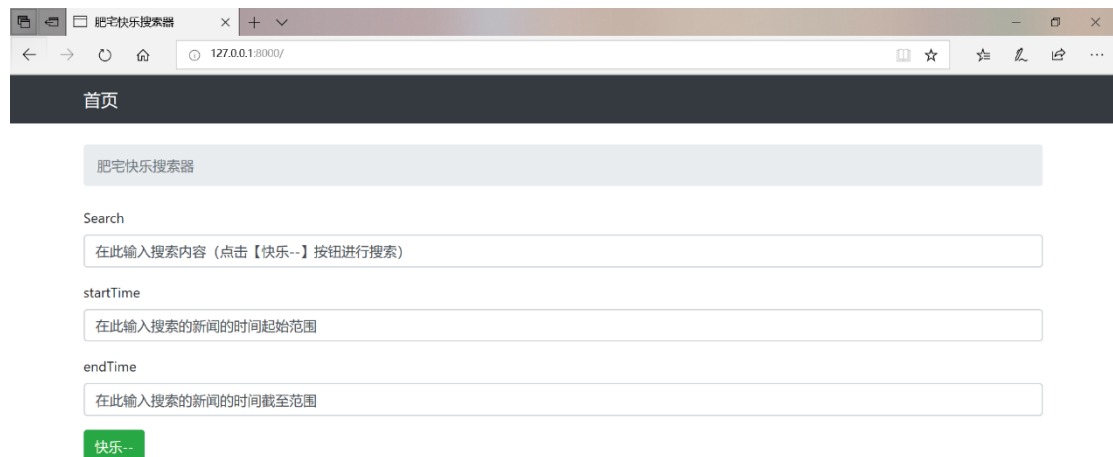 肥宅快乐搜索器
127.0.0.1:8000/
首页
肥宅快乐搜索器
Search
在此输入搜索内容（点击【快乐--】按钮进行搜索）
startTime
在此输入搜索的新闻的时间起始范围
endTime
在此输入搜索的新闻的时间截至范围
快乐--